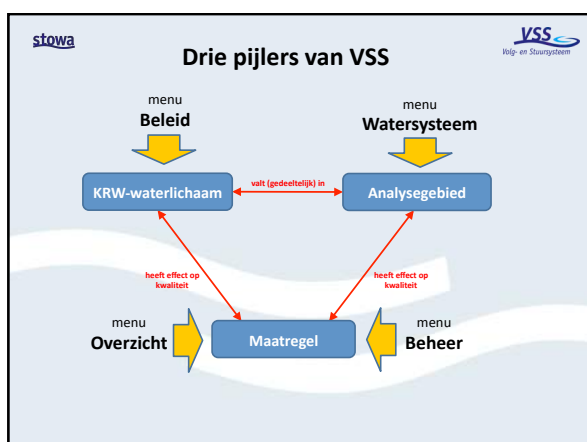 stowa
VSS
Volg- en Stuursysteem
Drie pijlers van VSS
menu
Beleid
menu
Watersysteem
KRW-waterlichaam
valt (gedeeltelijk) in
Analysegebied
heeft effect op
kwaliteit
heeft effect op
kwaliteit
menu
Overzicht
Maatregel
menu
Beheer